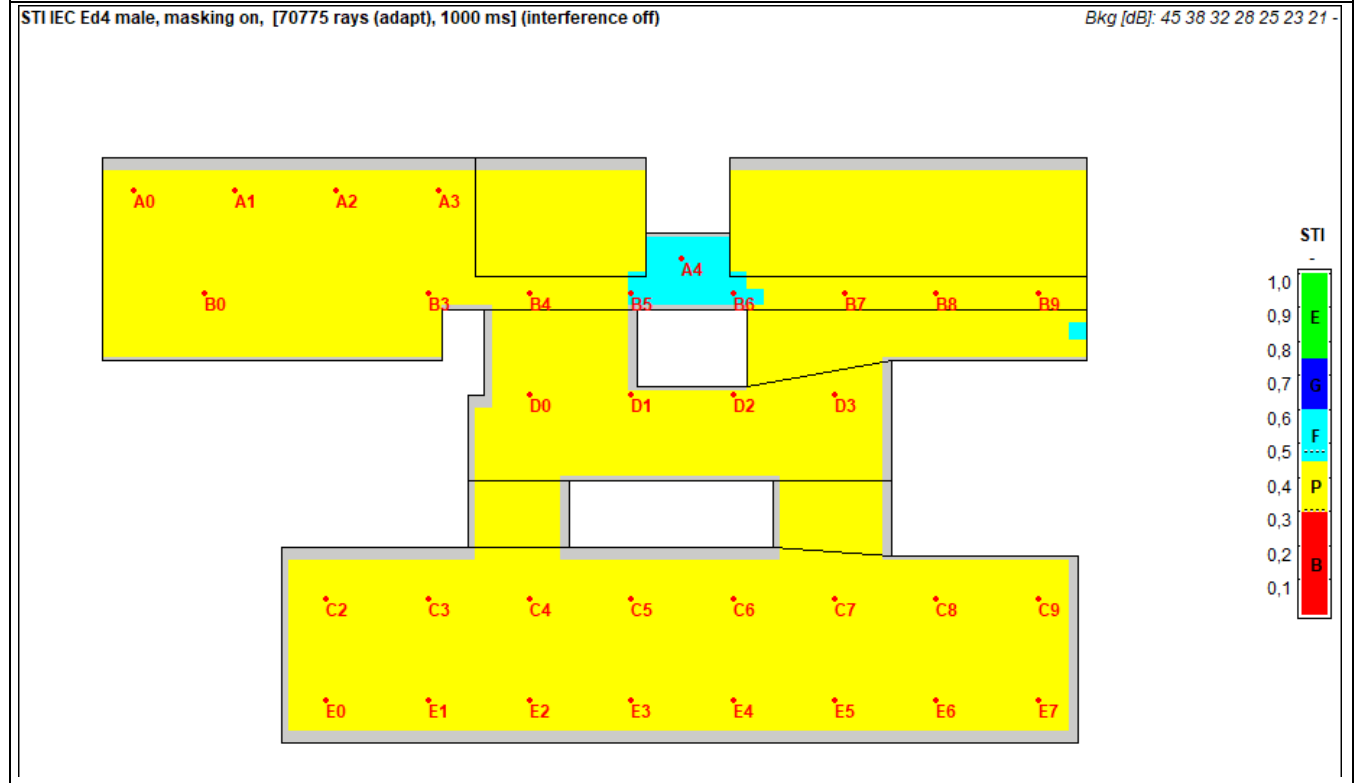 STI IEC Ed4 male, masking on, [70775 rays (adapt), 1000 ms] (interference off) Bkg [dB]: 45 38 32 28 25 23 21 -
A0 A1 A2 A3
A4
B0 B3 B4 B5 B6 B7 B8 B9
D0 D1 D2 D3
C2 C3 C4 C5 C6 C7 C8 C9
E0 E1 E2 E3 E4 E5 E6 E7
STI
-
1,0
0,9 E
0,8
0,7 G
0,6
F
0,5
0,4 P
0,3
0,2
B
0,1